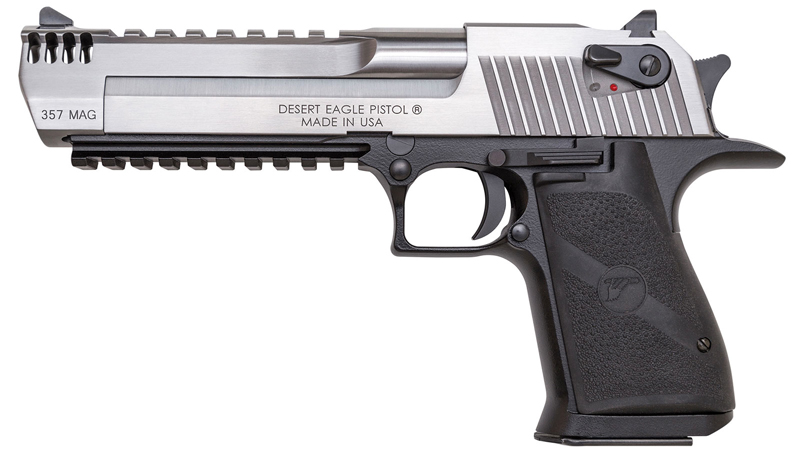 357 MAG
DESERT EAGLE PISTOL ®
MADE IN USA